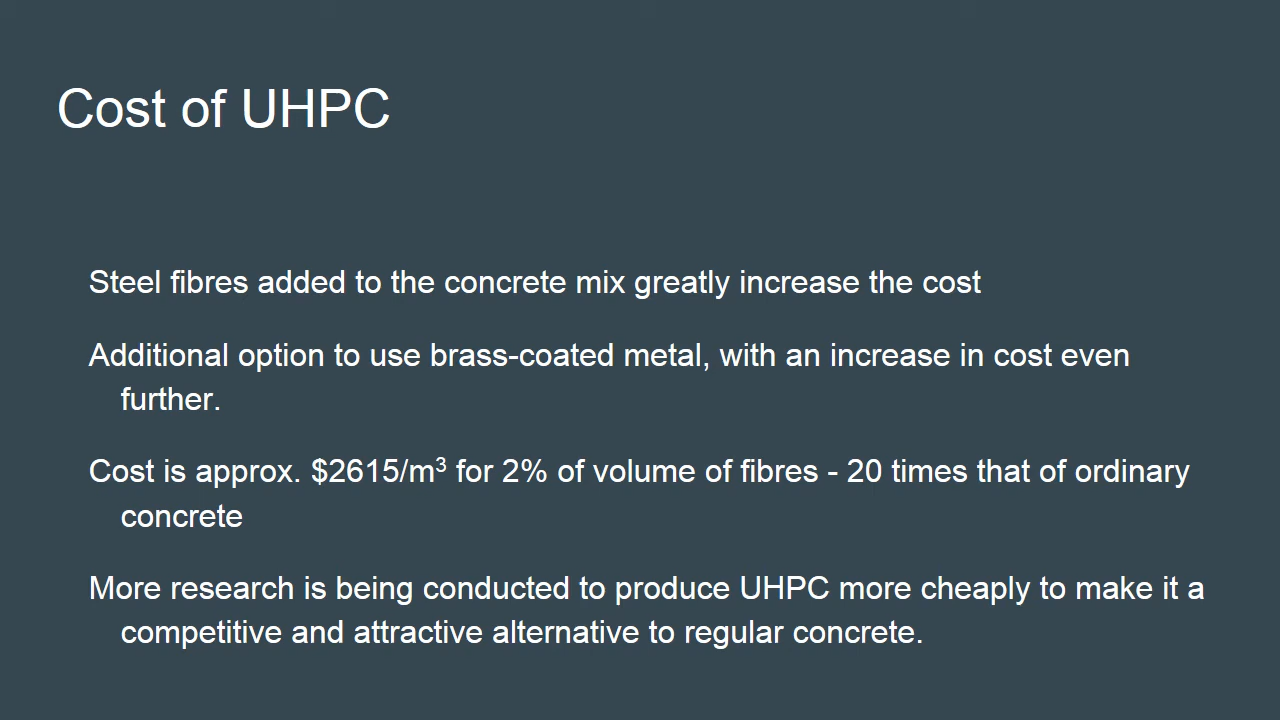 Cost of UHPC
Steel fibres added to the concrete mix greatly increase the cost
Additional option to use brass-coated metal, with an increase in cost even
further.
Cost is approx. $2615/m³ for 2% of volume of fibres - 20 times that of ordinary
concrete
More research is being conducted to produce UHPC more cheaply to make it a
competitive and attractive alternative to regular concrete.